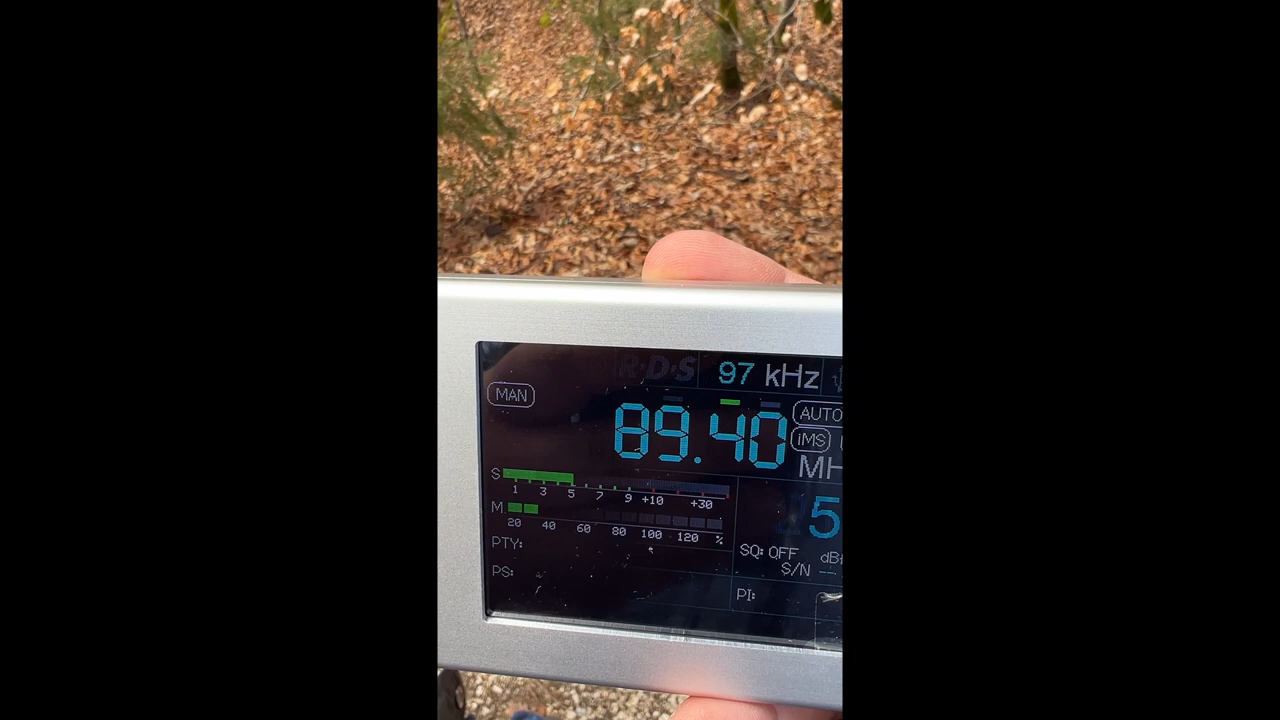 R·D·S 97 kHz
MAN
89.40
AUTO
iMS
MH
S
1 3 5 7 9 +10 +30
M
20 40 60 80 100 120 %
5
SQ: OFF
dB
S/N --
PTY:
PS:
PI: